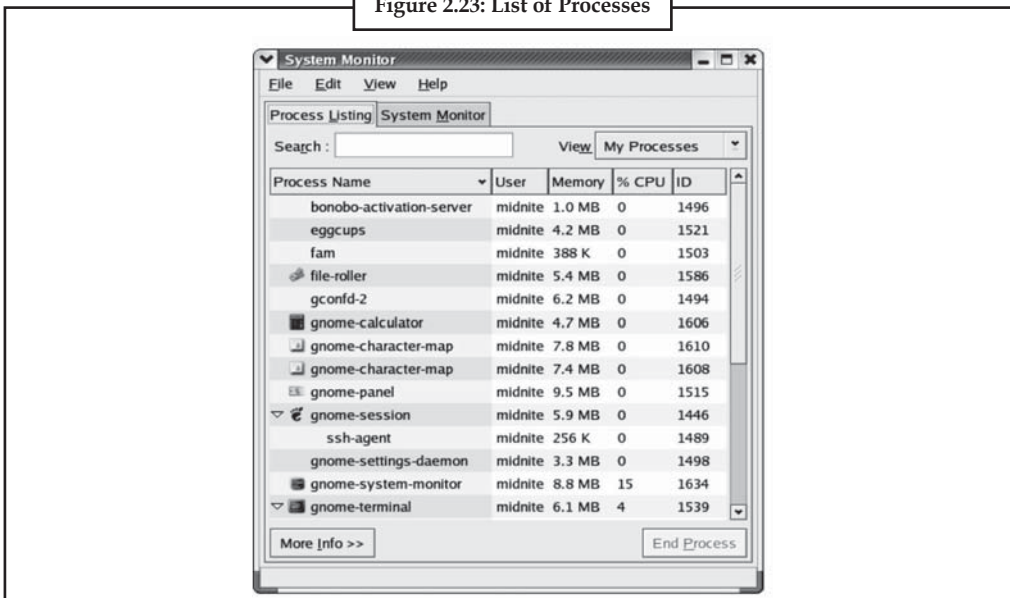 Figure 2.23: List of Processes
System Monitor
File Edit View Help
Process Listing System Monitor
Search : View My Processes
Process Name User Memory % CPU ID
bonobo-activation-server midnite 1.0 MB 0 1496
eggcups midnite 4.2 MB 0 1521
fam midnite 388 K 0 1503
file-roller midnite 5.4 MB 0 1586
gconfd-2 midnite 6.2 MB 0 1494
gnome-calculator midnite 4.7 MB 0 1606
gnome-character-map midnite 7.8 MB 0 1610
gnome-character-map midnite 7.4 MB 0 1608
gnome-panel midnite 9.5 MB 0 1515
gnome-session midnite 5.9 MB 0 1446
ssh-agent midnite 256 K 0 1489
gnome-settings-daemon midnite 3.3 MB 0 1498
gnome-system-monitor midnite 8.8 MB 15 1634
gnome-terminal midnite 6.1 MB 4 1539
More Info >> End Process